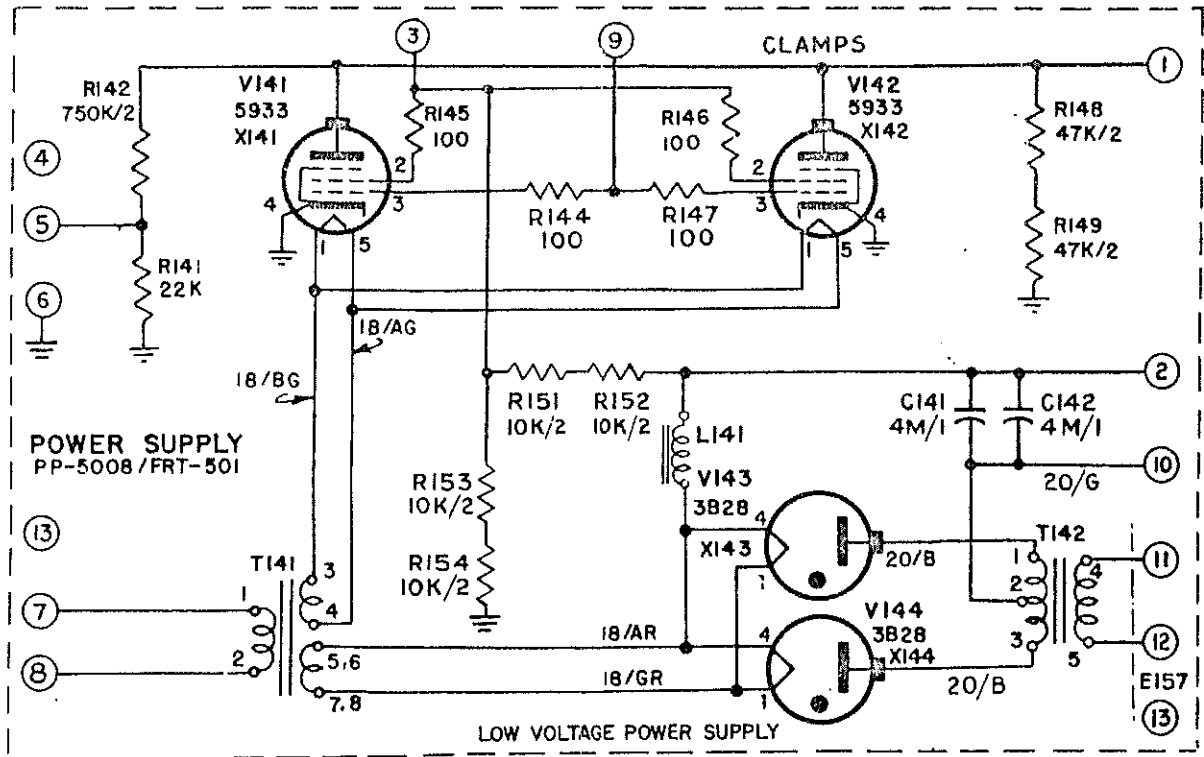 3
9
CLAMPS
1
R142
750K/2
V141
5933
X141
R145
100
R146
100
V142
5933
X142
R148
47K/2
4
2
3
2
3
5
4
1
5
R144
100
R147
100
4
1
5
R149
47K/2
R141
22K
6
18/AG
18/BG
R151
10K/2
R152
10K/2
2
C141
4M/1
C142
4M/1
L141
POWER SUPPLY
PP-5008/FRT-501
10
20/G
V143
3B28
X143
R153
10K/2
4
1
13
T141
R154
10K/2
20/B
T142
1
2
3
4
5
11
12
7
8
1
2
3
4
5,6
7,8
18/AR
18/GR
4
1
V144
3B28
X144
20/B
E157
13
LOW VOLTAGE POWER SUPPLY